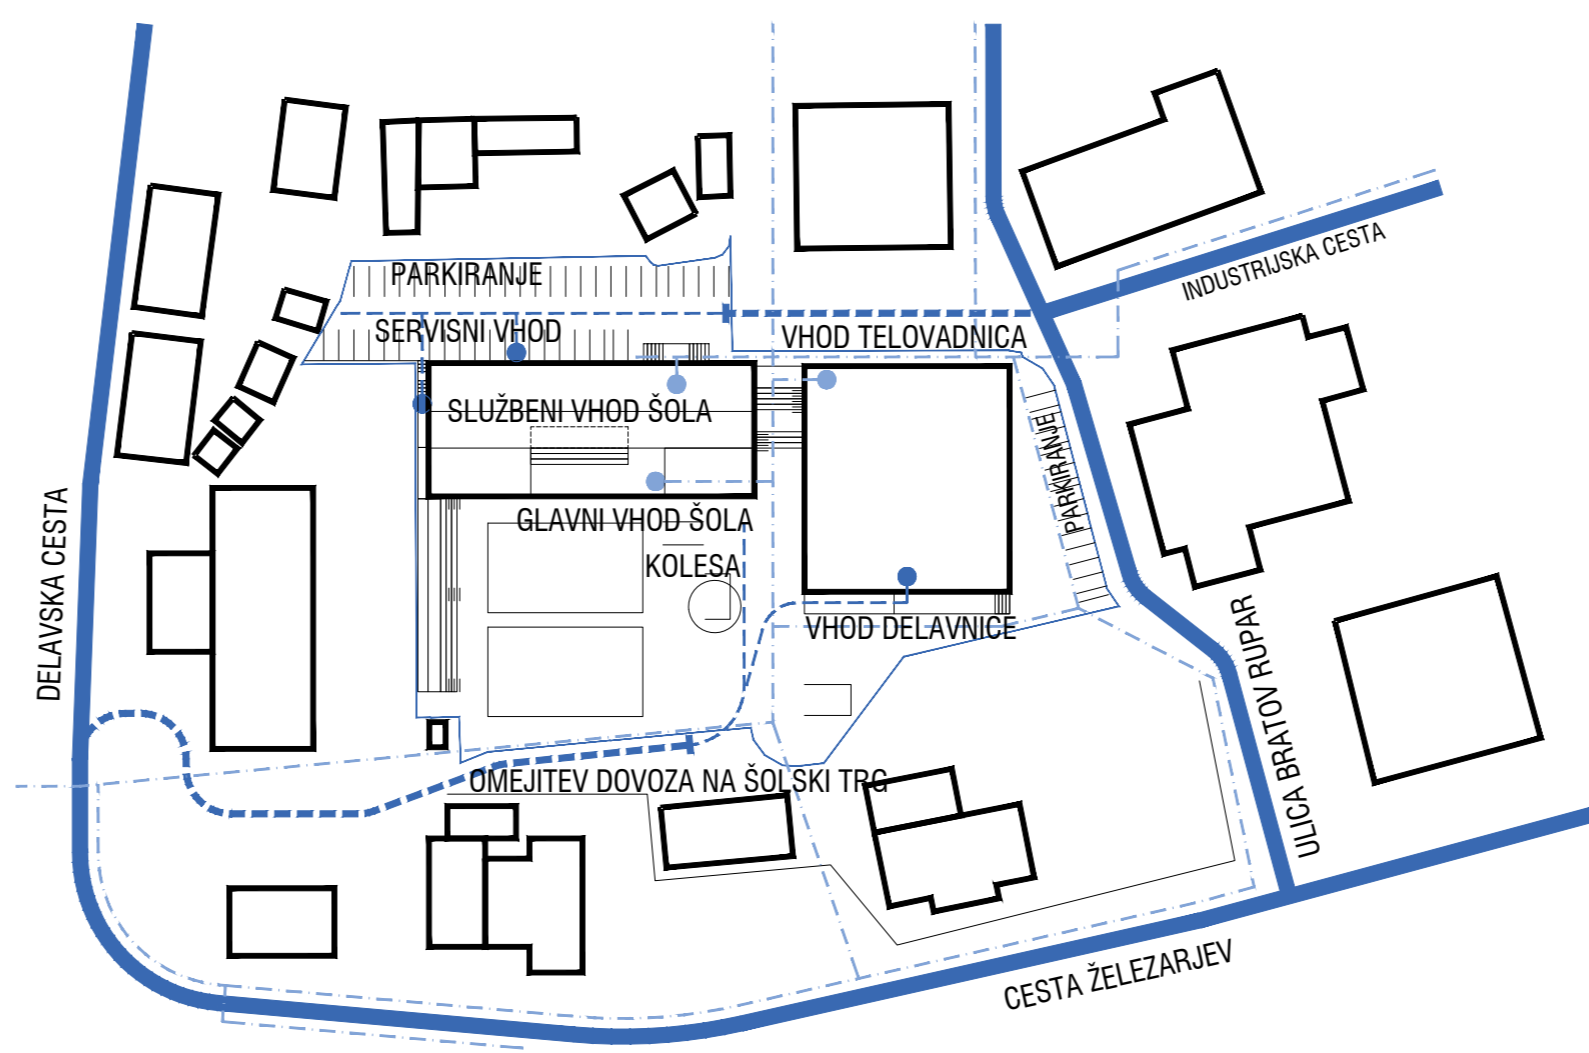 PARKIRANJE
INDUSTRIJSKA CESTA
SERVISNI VHOD
VHOD TELOVADNICA
SLUŽBENI VHOD ŠOLA
PARKIRANJE
GLAVNI VHOD ŠOLA
KOLESA
DELAVSKA CESTA
VHOD DELAVNICE
ULICA BRATOV RUPAR
OMEJITEV DOVOZA NA ŠOLSKI TRG
CESTA ŽELEZARJEV